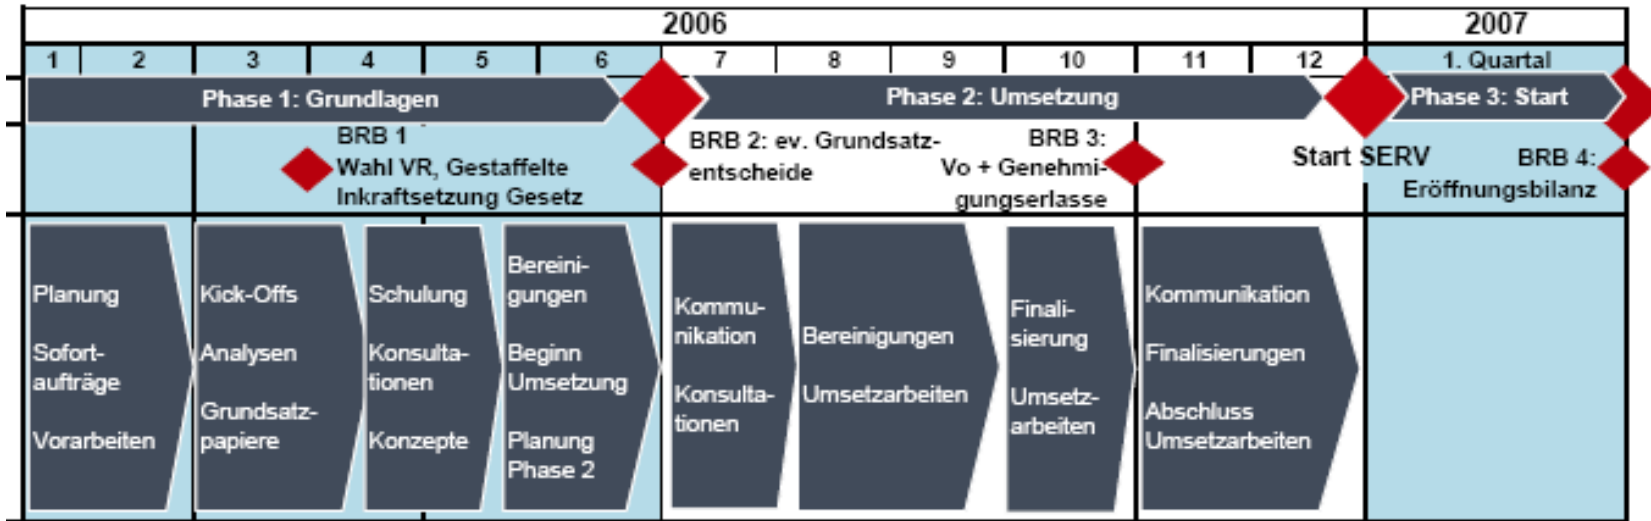 2006
2007
1
2
3
4
5
6
7
8
9
10
11
12
1. Quartal
Phase 1: Grundlagen
Phase 2: Umsetzung
Phase 3: Start
BRB 1
Wahl VR, Gestaffelte
Inkraftsetzung Gesetz
BRB 2: ev. Grundsatz-
entscheide
BRB 3:
Vo + Genehmi-
gungserlasse
Start SERV
BRB 4:
Eröffnungsbilanz
Planung
Sofort-
aufträge
Vorarbeiten
Kick-Offs
Analysen
Grundsatz-
papiere
Schulung
Konsulta-
tionen
Konzepte
Bereini-
gungen
Beginn
Umsetzung
Planung
Phase 2
Kommu-
nikation
Konsulta-
tionen
Bereinigungen
Umsetzarbeiten
Finali-
sierung
Umsetz-
arbeiten
Kommunikation
Finalisierungen
Abschluss
Umsetzarbeiten